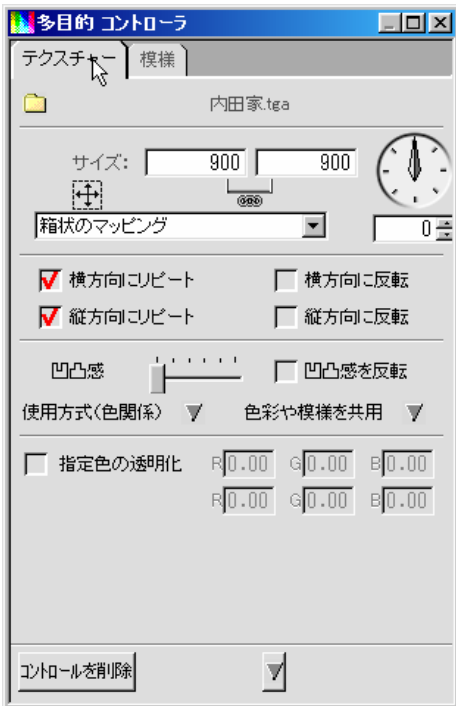 多目的 コントローラ
テクスチャー 模様
内田家.tga
サイズ: 900 900
箱状のマッピング 0
横方向にリピート 横方向に反転
縦方向にリピート 縦方向に反転
凹凸感 凹凸感を反転
使用方式(色関係) 色彩や模様を共用
指定色の透明化 R 0.00 G 0.00 B 0.00
R 0.00 G 0.00 B 0.00
コントロールを削除